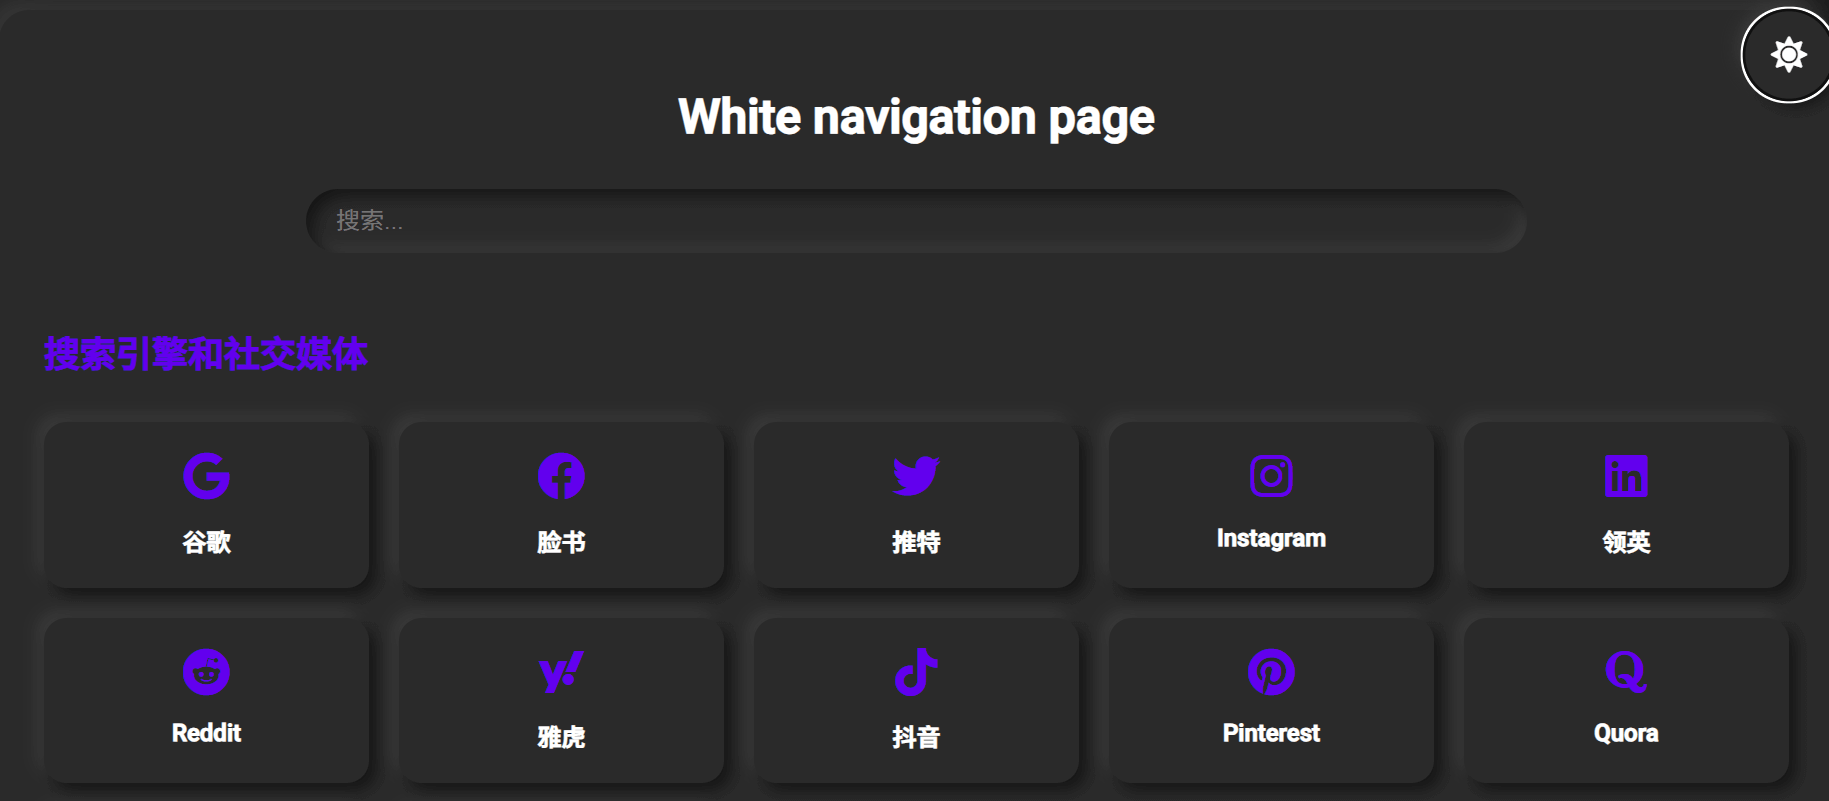 White navigation page
搜索...
搜索引擎和社交媒体
谷歌
脸书
推特
Instagram
领英
Reddit
雅虎
抖音
Pinterest
Quora